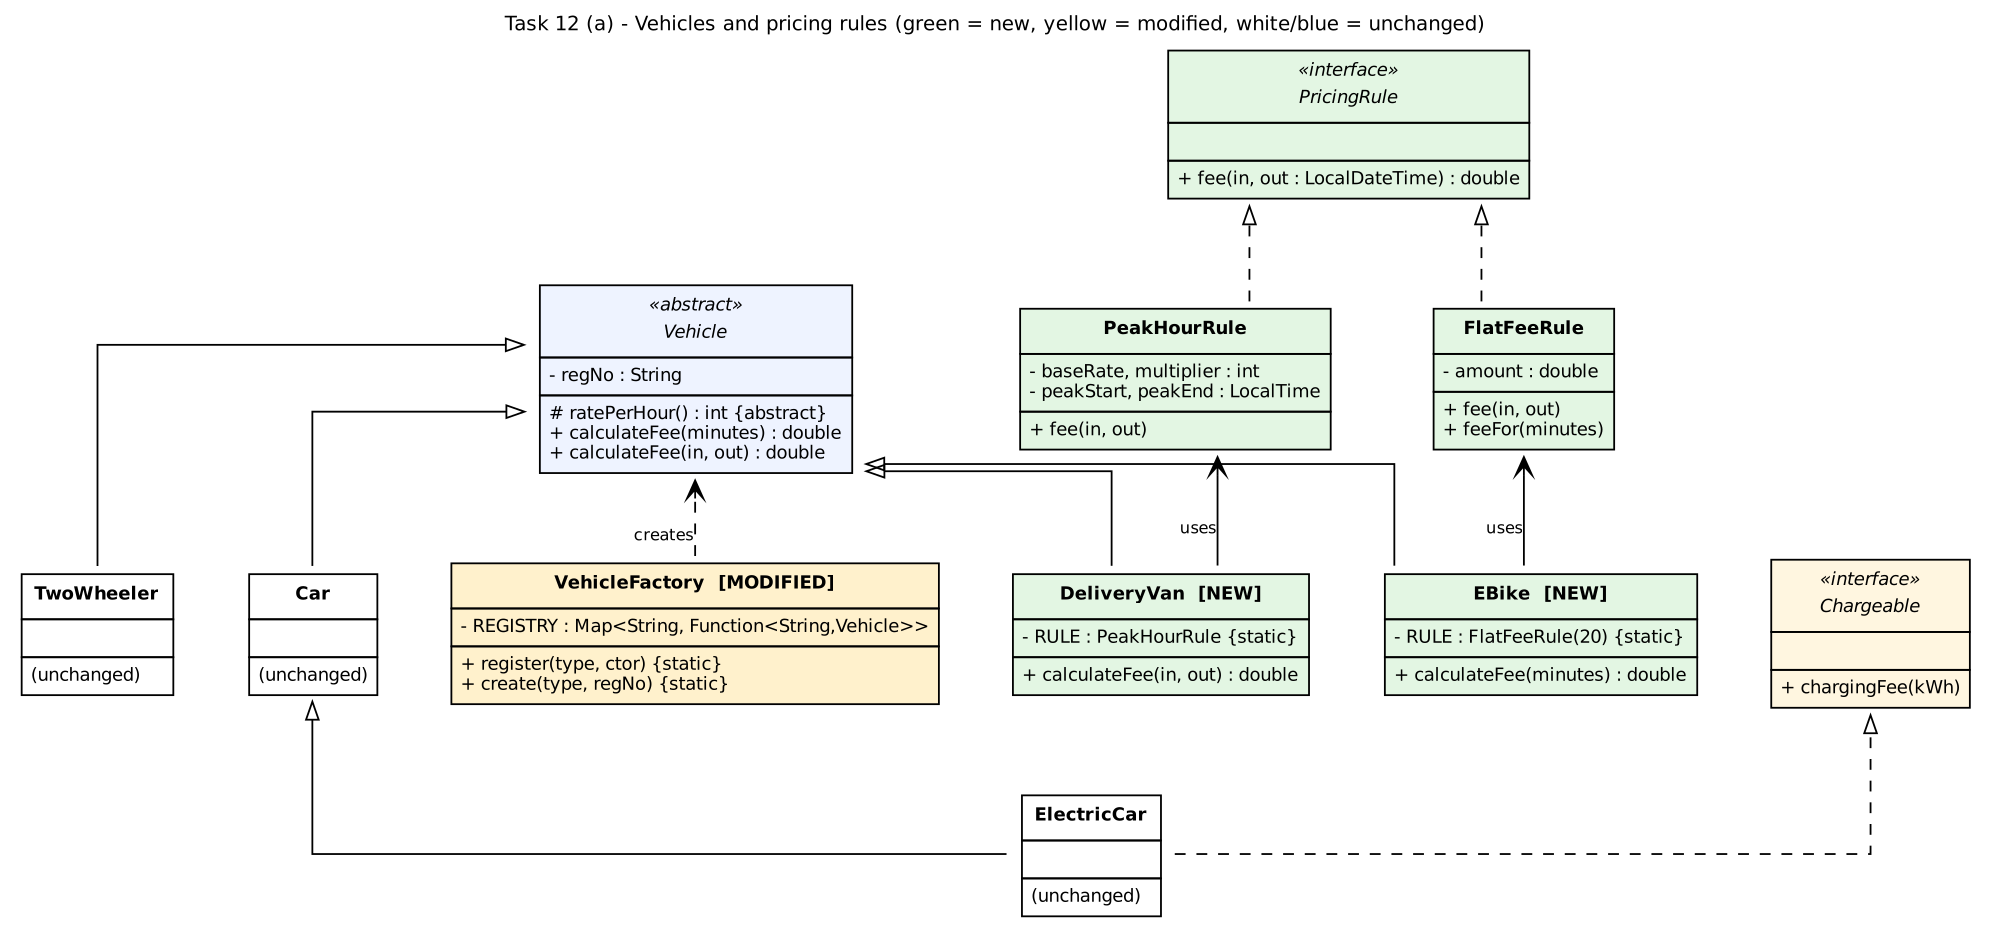 Task 12 (a) - Vehicles and pricing rules (green = new, yellow = modified, white/blue = unchanged)
«interface»
PricingRule
+ fee(in, out : LocalDateTime) : double
«abstract»
Vehicle
- regNo : String
# ratePerHour() : int {abstract}
+ calculateFee(minutes) : double
+ calculateFee(in, out) : double
PeakHourRule
- baseRate, multiplier : int
- peakStart, peakEnd : LocalTime
+ fee(in, out)
FlatFeeRule
- amount : double
+ fee(in, out)
+ feeFor(minutes)
creates
uses
uses
TwoWheeler
(unchanged)
Car
(unchanged)
VehicleFactory [MODIFIED]
- REGISTRY : Map<String, Function<String,Vehicle>>
+ register(type, ctor) {static}
+ create(type, regNo) {static}
DeliveryVan [NEW]
- RULE : PeakHourRule {static}
+ calculateFee(in, out) : double
EBike [NEW]
- RULE : FlatFeeRule(20) {static}
+ calculateFee(minutes) : double
«interface»
Chargeable
+ chargingFee(kWh)
ElectricCar
(unchanged)